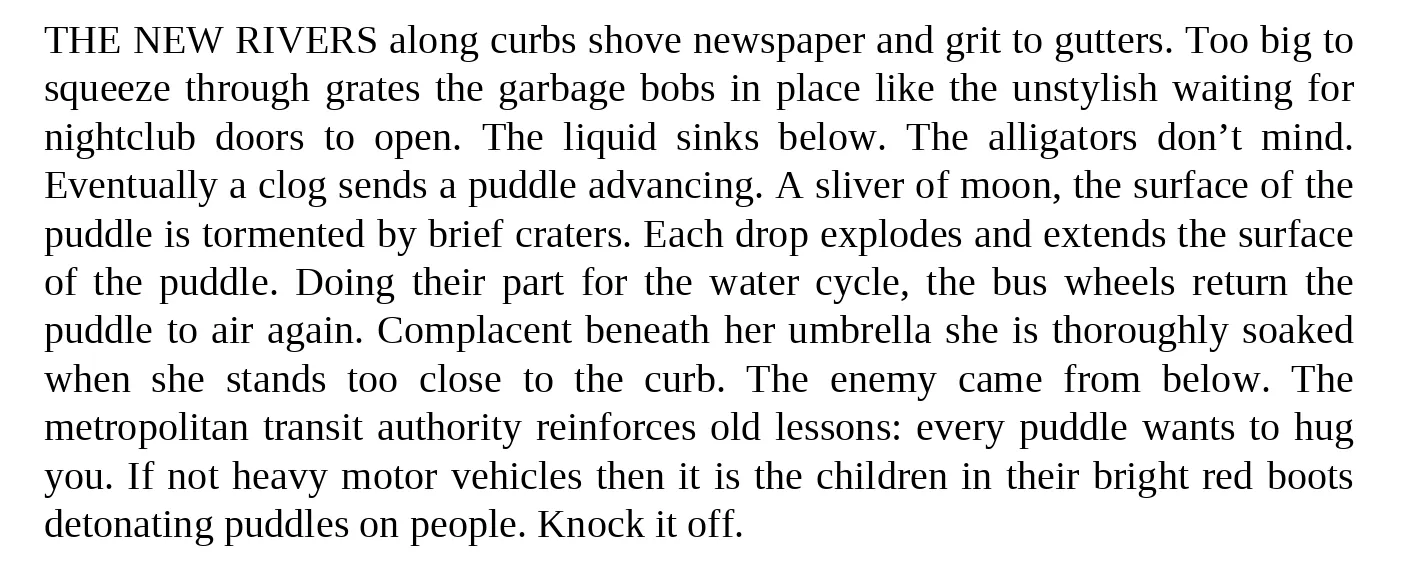 THE NEW RIVERS along curbs shove newspaper and grit to gutters. Too big to
squeeze through grates the garbage bobs in place like the unstylish waiting for
nightclub doors to open. The liquid sinks below. The alligators don’t mind.
Eventually a clog sends a puddle advancing. A sliver of moon, the surface of the
puddle is tormented by brief craters. Each drop explodes and extends the surface
of the puddle. Doing their part for the water cycle, the bus wheels return the
puddle to air again. Complacent beneath her umbrella she is thoroughly soaked
when she stands too close to the curb. The enemy came from below. The
metropolitan transit authority reinforces old lessons: every puddle wants to hug
you. If not heavy motor vehicles then it is the children in their bright red boots
detonating puddles on people. Knock it off.